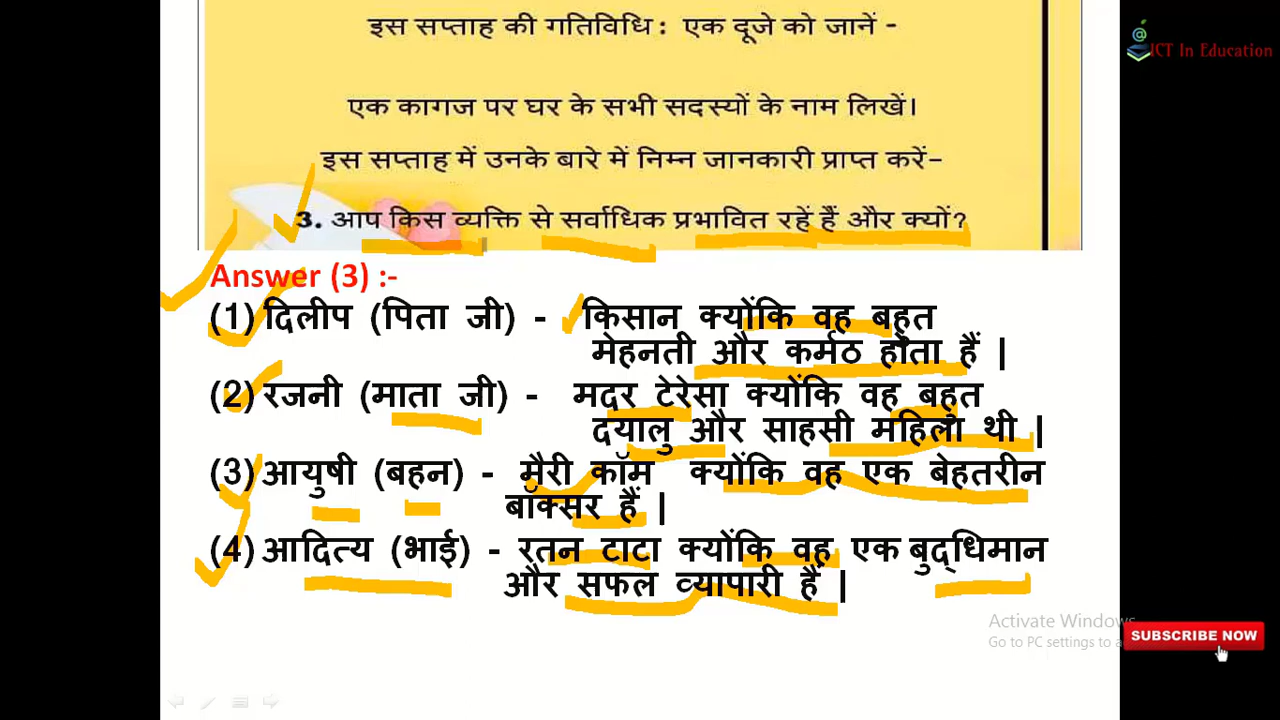 इस सप्ताह की गतिविधि : एक दूजे को जानें -
एक कागज पर घर के सभी सदस्यों के नाम लिखें।
इस सप्ताह में उनके बारे में निम्न जानकारी प्राप्त करें-
3. आप किस व्यक्ति से सर्वाधिक प्रभावित रहें हैं और क्यों?
Answer (3) :-
(1) दिलीप (पिता जी) - किसान क्योंकि वह बहुत
मेहनती और कर्मठ होता हैं |
(2) रजनी (माता जी) - मदर टेरेसा क्योंकि वह बहुत
दयालु और साहसी महिला थी |
(3) आयुषी (बहन) - मैरी कॉम क्योंकि वह एक बेहतरीन
बॉक्सर हैं |
(4) आदित्य (भाई) - रतन टाटा क्योंकि वह एक बुद्धिमान
और सफल व्यापारी हैं |
@
ICT In Education
Activate Windows
Go to PC settings to a
SUBSCRIBE NOW